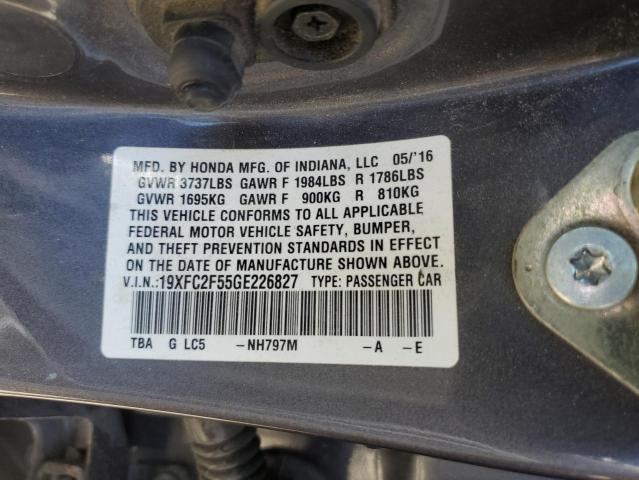 MFD. BY HONDA MFG. OF INDIANA, LLC 05/'16
GVWR 3737LBS GAWR F 1984LBS R 1786LBS
GVWR 1695KG GAWR F 900KG R 810KG
THIS VEHICLE CONFORMS TO ALL APPLICABLE
FEDERAL MOTOR VEHICLE SAFETY, BUMPER,
AND THEFT PREVENTION STANDARDS IN EFFECT
ON THE DATE OF MANUFACTURE SHOWN ABOVE.
V.I.N.:19XFC2F55GE226827 TYPE: PASSENGER CAR
TBA G LC5 -NH797M -A -E